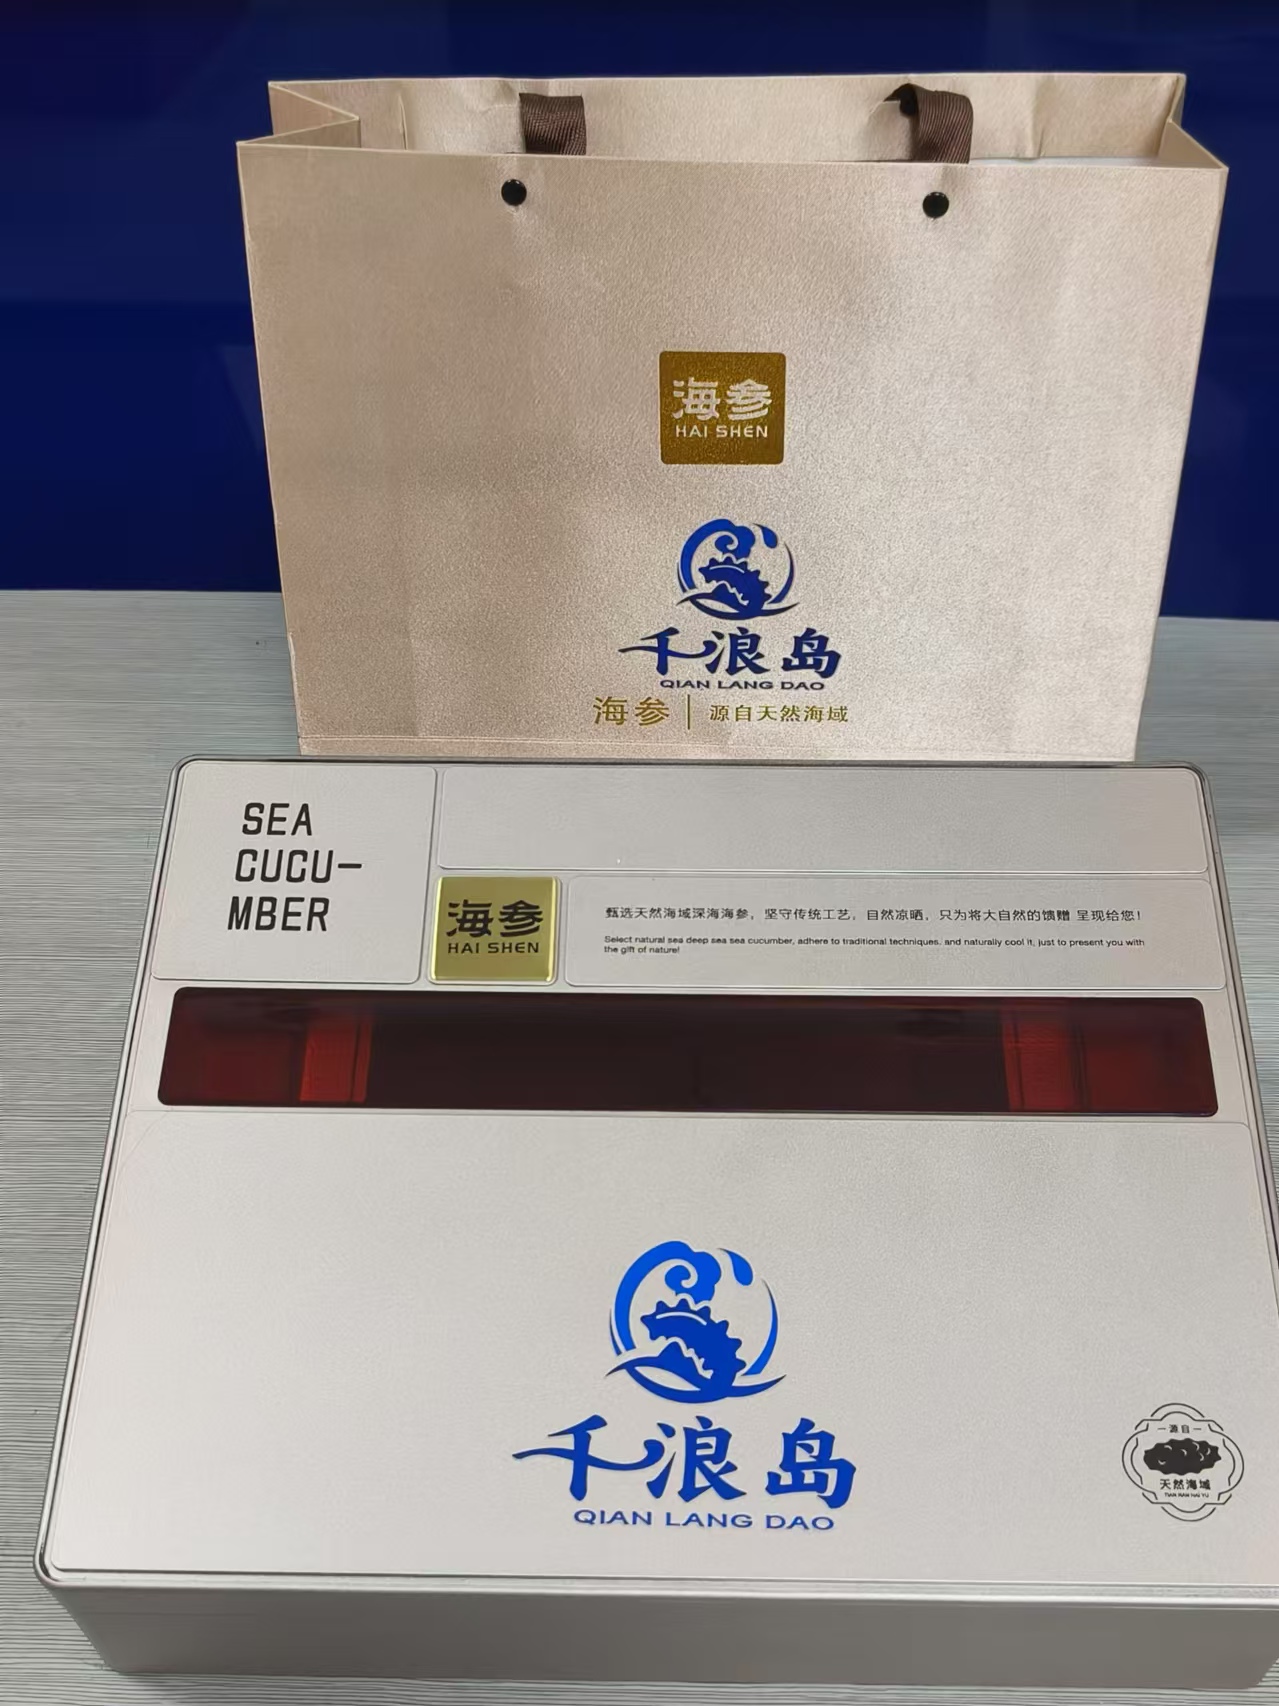 海参
HAI SHEN
千浪岛
QIAN LANG DAO
海参 | 源自天然海域
SEA
CUCU-
MBER
海参
HAI SHEN
甄选天然海域深海海参，坚守传统工艺，自然凉晒，只为将大自然的馈赠 呈现给您！
Select natural sea deep sea sea cucumber, adhere to traditional techniques, and naturally cool it, just to present you with
the gift of nature!
千浪岛
QIAN LANG DAO
源自
天然海域
TIAN RAN HAI YU